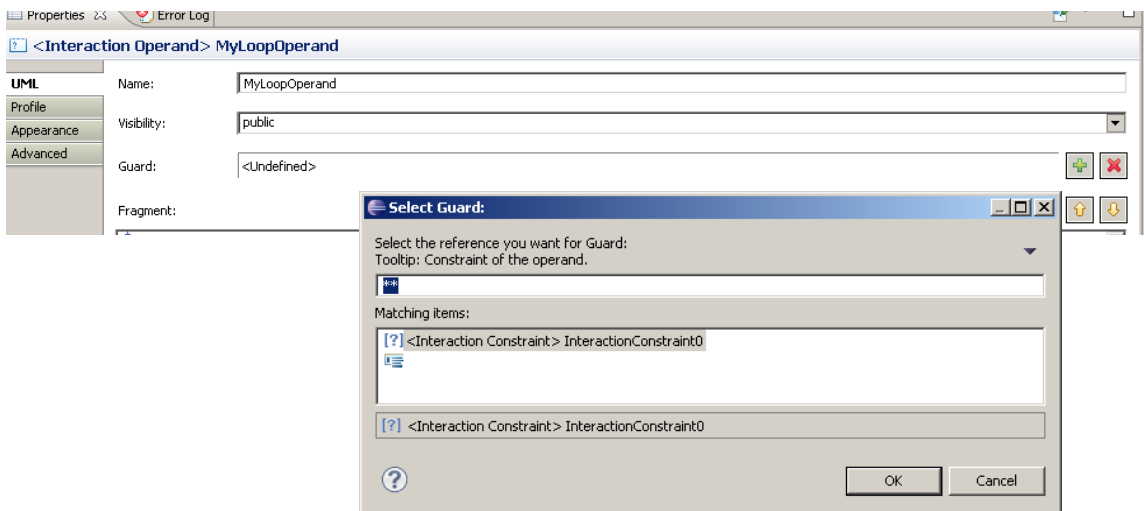 Properties
Error Log
<Interaction Operand> MyLoopOperand
UML
Name:
MyLoopOperand
Profile
Appearance
Visibility:
public
Advanced
Guard:
<Undefined>
Fragment:
Select Guard:
Select the reference you want for Guard:
Tooltip: Constraint of the operand.
**
Matching items:
[?] <Interaction Constraint> InteractionConstraint0
[?] <Interaction Constraint> InteractionConstraint0
?
OK
Cancel